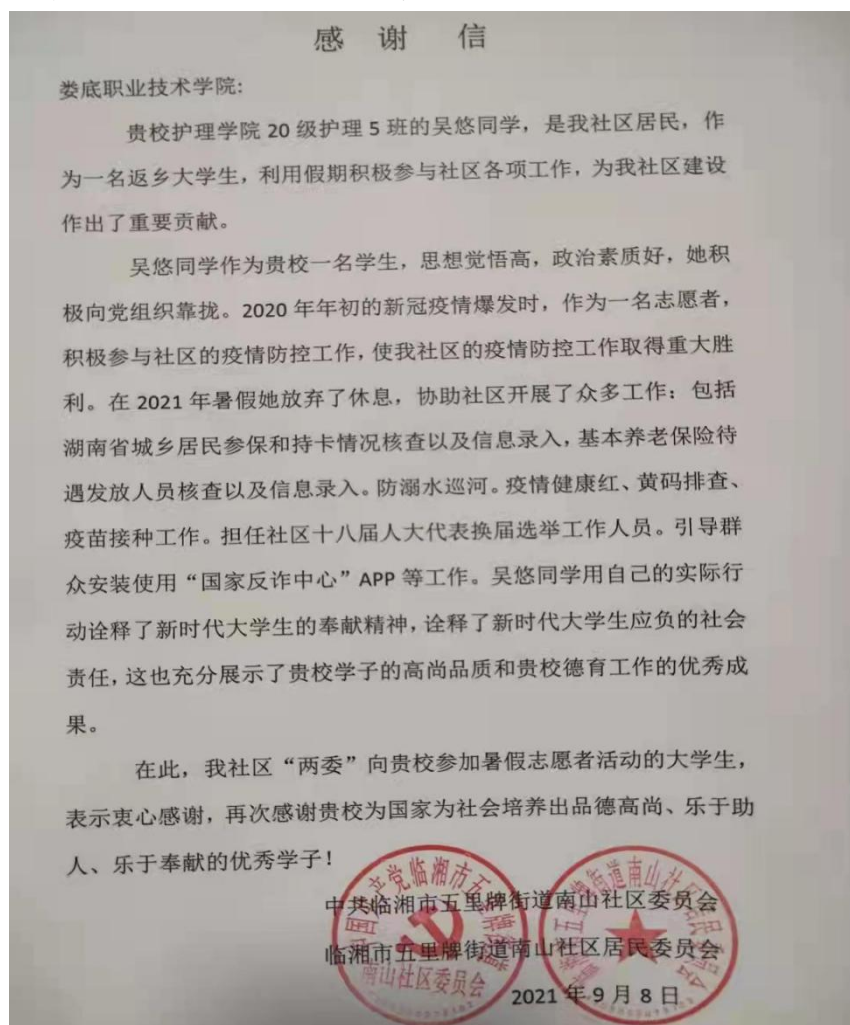 感 谢 信
娄底职业技术学院:
贵校护理学院 20 级护理 5 班的吴悠同学，是我社区居民，作
为一名返乡大学生，利用假期积极参与社区各项工作，为我社区建设
作出了重要贡献。
吴悠同学作为贵校一名学生，思想觉悟高，政治素质好，她积
极向党组织靠拢。2020 年年初的新冠疫情爆发时，作为一名志愿者，
积极参与社区的疫情防控工作，使我社区的疫情防控工作取得重大胜
利。在 2021 年暑假她放弃了休息，协助社区开展了众多工作：包括
湖南省城乡居民参保和持卡情况核查以及信息录入，基本养老保险待
遇发放人员核查以及信息录入。防溺水巡河。疫情健康红、黄码排查、
疫苗接种工作。担任社区十八届人大代表换届选举工作人员。引导群
众安装使用“国家反诈中心”APP 等工作。吴悠同学用自己的实际行
动诠释了新时代大学生的奉献精神，诠释了新时代大学生应负的社会
责任，这也充分展示了贵校学子的高尚品质和贵校德育工作的优秀成
果。
在此，我社区“两委”向贵校参加暑假志愿者活动的大学生，
表示衷心感谢，再次感谢贵校为国家为社会培养出品德高尚、乐于助
人、乐于奉献的优秀学子！
中共临湘市五里牌街道南山社区委员会
临湘市五里牌街道南山社区居民委员会
2021 年 9 月 8 日
南山社区委员会